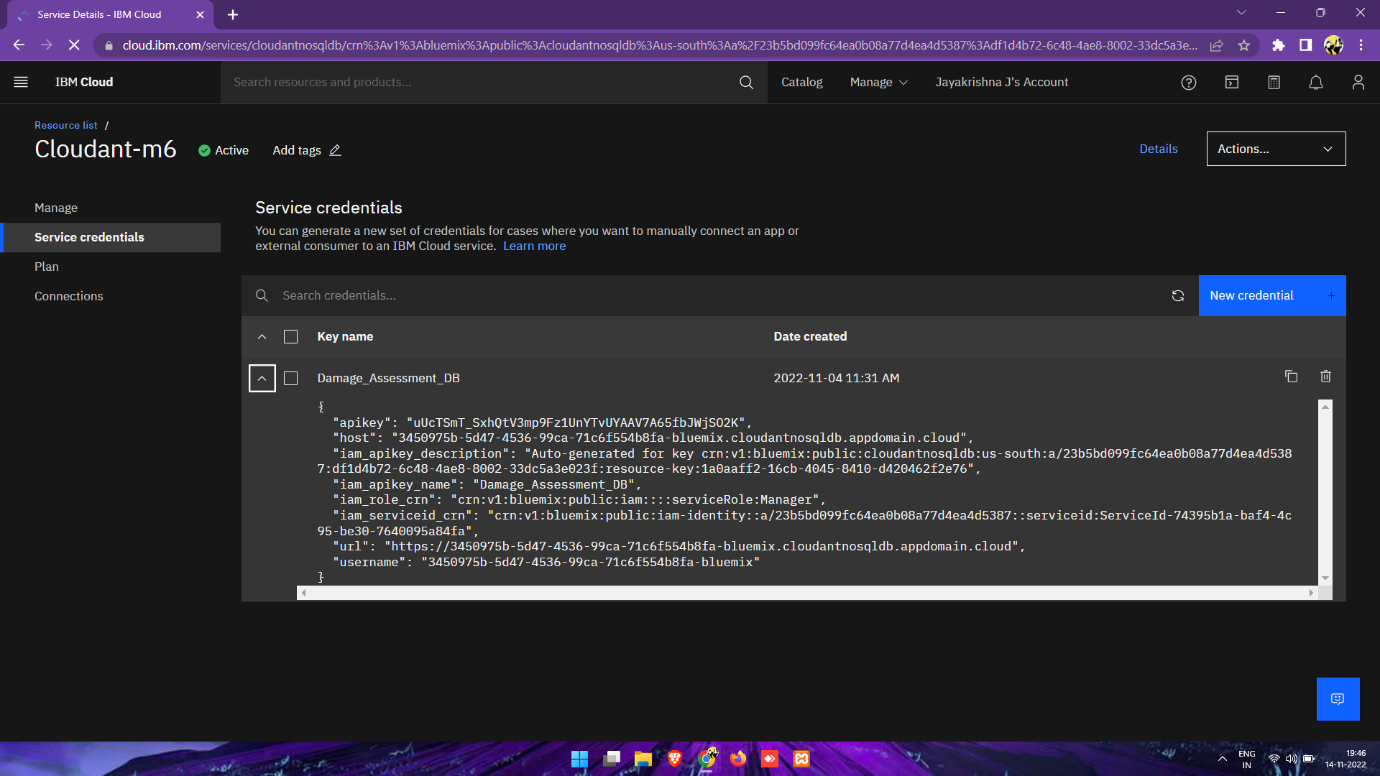 Service Details - IBM Cloud
cloud.ibm.com/services/cloudantnosqldb/crn%3Av1%3Abluemix%3Apublic%3Acloudantnosqldb%3Aus-south%3Aa%2F23b5bd099fc64ea0b08a77d4ea4d5387%3Adf1d4b72-6c48-4ae8-8002-33dc5a3e...
IBM Cloud
Search resources and products...
Catalog
Manage
Jayakrishna J's Account
Resource list /
Cloudant-m6
Active
Add tags
Details
Actions...
Manage
Service credentials
Plan
Connections
Service credentials
You can generate a new set of credentials for cases where you want to manually connect an app or
external consumer to an IBM Cloud service. Learn more
Search credentials...
New credential +
Key name
Date created
Damage_Assessment_DB
2022-11-04 11:31 AM
{
"apikey": "uUcTSmT_SxhQtV3mp9Fz1UnYTvUYAAV7A65fbJWjSO2K",
"host": "3450975b-5d47-4536-99ca-71c6f554b8fa-bluemix.cloudantnosqldb.appdomain.cloud",
"iam_apikey_description": "Auto-generated for key crn:v1:bluemix:public:cloudantnosqldb:us-south:a/23b5bd099fc64ea0b08a77d4ea4d538
7:df1d4b72-6c48-4ae8-8002-33dc5a3e023f:resource-key:1a0aaff2-16cb-4045-8410-d420462f2e76",
"iam_apikey_name": "Damage_Assessment_DB",
"iam_role_crn": "crn:v1:bluemix:public:iam::::serviceRole:Manager",
"iam_serviceid_crn": "crn:v1:bluemix:public:iam-identity::a/23b5bd099fc64ea0b08a77d4ea4d5387::serviceid:ServiceId-74395b1a-baf4-4c
95-be30-7640095a84fa",
"url": "https://3450975b-5d47-4536-99ca-71c6f554b8fa-bluemix.cloudantnosqldb.appdomain.cloud",
"username": "3450975b-5d47-4536-99ca-71c6f554b8fa-bluemix"
}
ENG
IN
19:46
14-11-2022